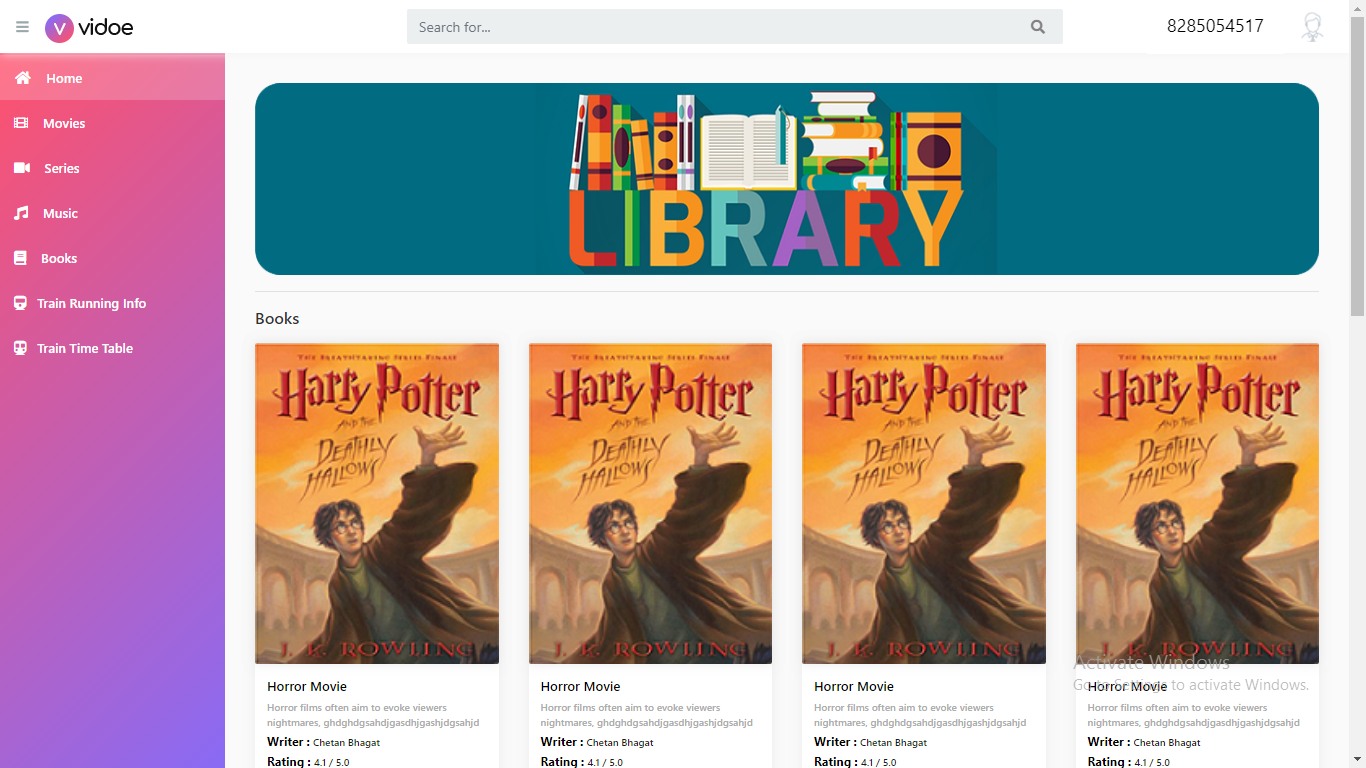 vidoe
Search for...
8285054517
Home
Movies
Series
Music
Books
Train Running Info
Train Time Table
LIBRARY
Books
THE BREATHTAKING SERIES FINALE
Harry Potter
AND THE
DEATHLY
HALLOWS
J. K. ROWLING
THE BREATHTAKING SERIES FINALE
Harry Potter
AND THE
DEATHLY
HALLOWS
J. K. ROWLING
THE BREATHTAKING SERIES FINALE
Harry Potter
AND THE
DEATHLY
HALLOWS
J. K. ROWLING
THE BREATHTAKING SERIES FINALE
Harry Potter
AND THE
DEATHLY
HALLOWS
J. K. ROWLING
Horror Movie
Horror films often aim to evoke viewers
nightmares, ghdghdgsahdjgasdhjgashjdgsahjd
Writer : Chetan Bhagat
Rating : 4.1 / 5.0
Horror Movie
Horror films often aim to evoke viewers
nightmares, ghdghdgsahdjgasdhjgashjdgsahjd
Writer : Chetan Bhagat
Rating : 4.1 / 5.0
Horror Movie
Horror films often aim to evoke viewers
nightmares, ghdghdgsahdjgasdhjgashjdgsahjd
Writer : Chetan Bhagat
Rating : 4.1 / 5.0
Horror Movie
Horror films often aim to evoke viewers
nightmares, ghdghdgsahdjgasdhjgashjdgsahjd
Writer : Chetan Bhagat
Rating : 4.1 / 5.0
Activate Windows
Go to Settings to activate Windows.